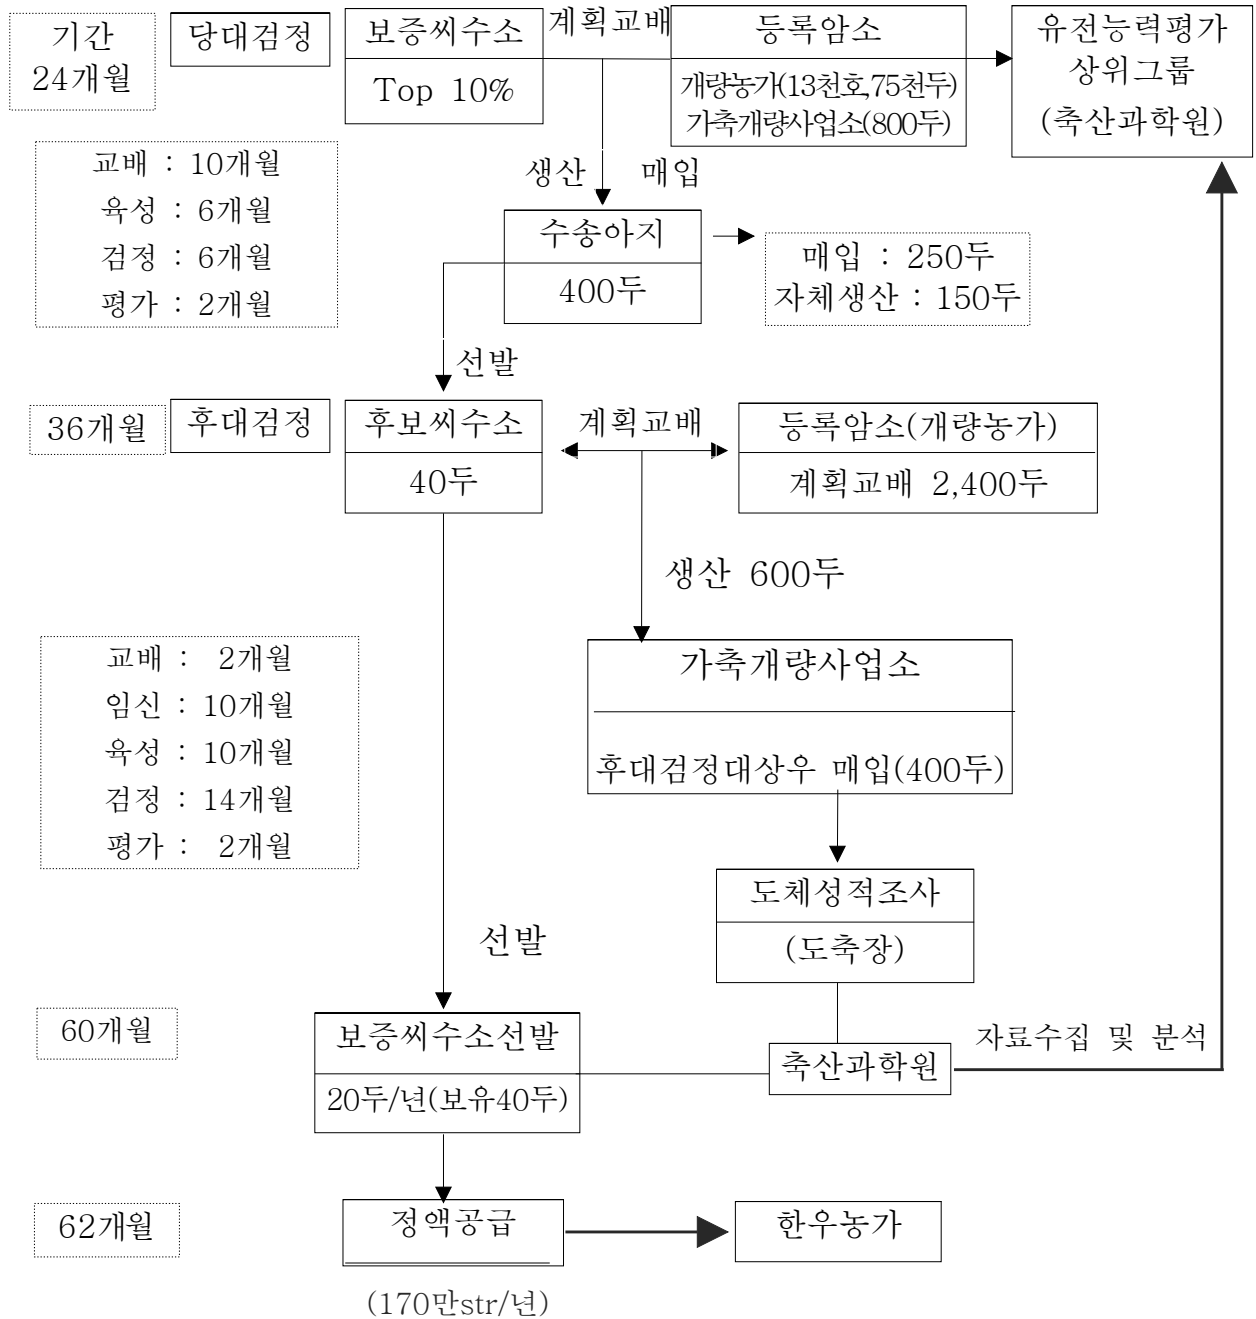 기간
24개월
당대검정
보증씨수소
Top 10%
계획교배
등록암소
개량농가(13천호,75천두)
가축개량사업소(800두)
유전능력평가
상위그룹
(축산과학원)
교배 : 10개월
육성 : 6개월
검정 : 6개월
평가 : 2개월
생산 매입
수송아지
400두
매입 : 250두
자체생산 : 150두
선발
36개월
후대검정
후보씨수소
40두
계획교배
등록암소(개량농가)
계획교배 2,400두
생산 600두
가축개량사업소
후대검정대상우 매입(400두)
교배 : 2개월
임신 : 10개월
육성 : 10개월
검정 : 14개월
평가 : 2개월
도체성적조사
(도축장)
선발
60개월
보증씨수소선발
20두/년(보유40두)
축산과학원
자료수집 및 분석
62개월
정액공급
한우농가
(170만str/년)